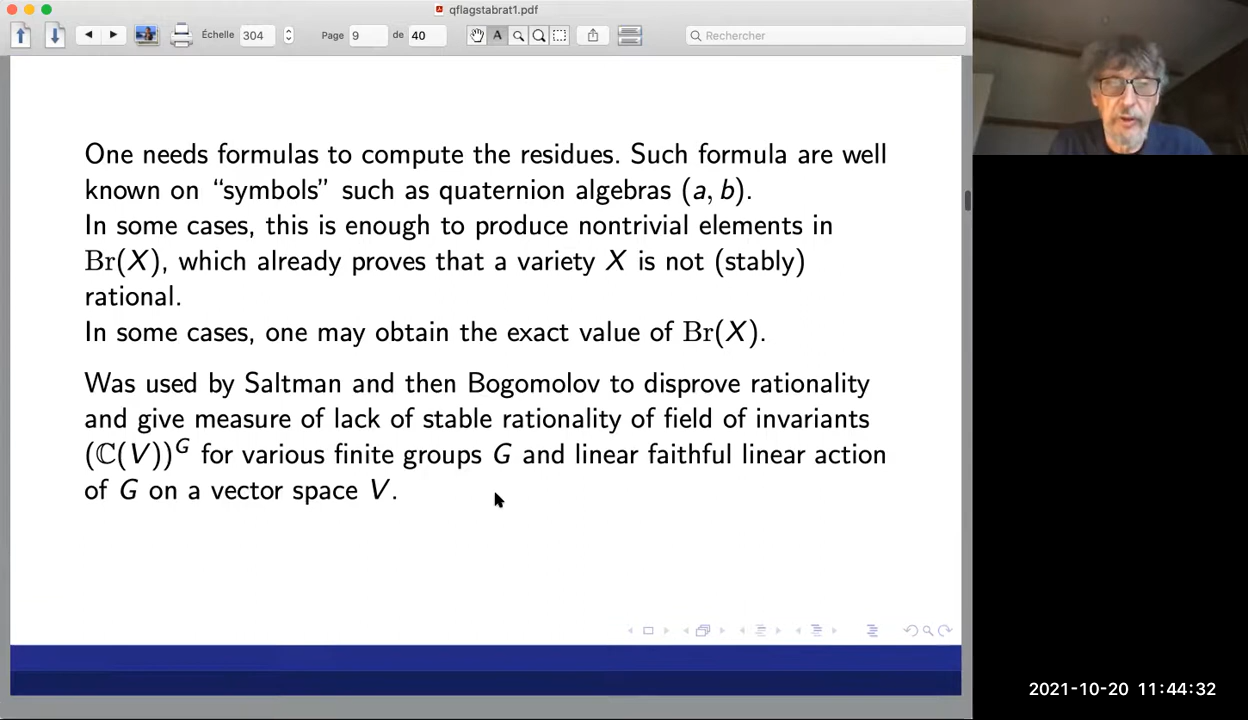 qflagstabrat1.pdf
Échelle 304 Page 9 de 40 Rechercher
One needs formulas to compute the residues. Such formula are well
known on “symbols” such as quaternion algebras (a, b).
In some cases, this is enough to produce nontrivial elements in
Br(X), which already proves that a variety X is not (stably)
rational.
In some cases, one may obtain the exact value of Br(X).
Was used by Saltman and then Bogomolov to disprove rationality
and give measure of lack of stable rationality of field of invariants
(ℂ(V))^G for various finite groups G and linear faithful linear action
of G on a vector space V.
2021-10-20 11:44:32